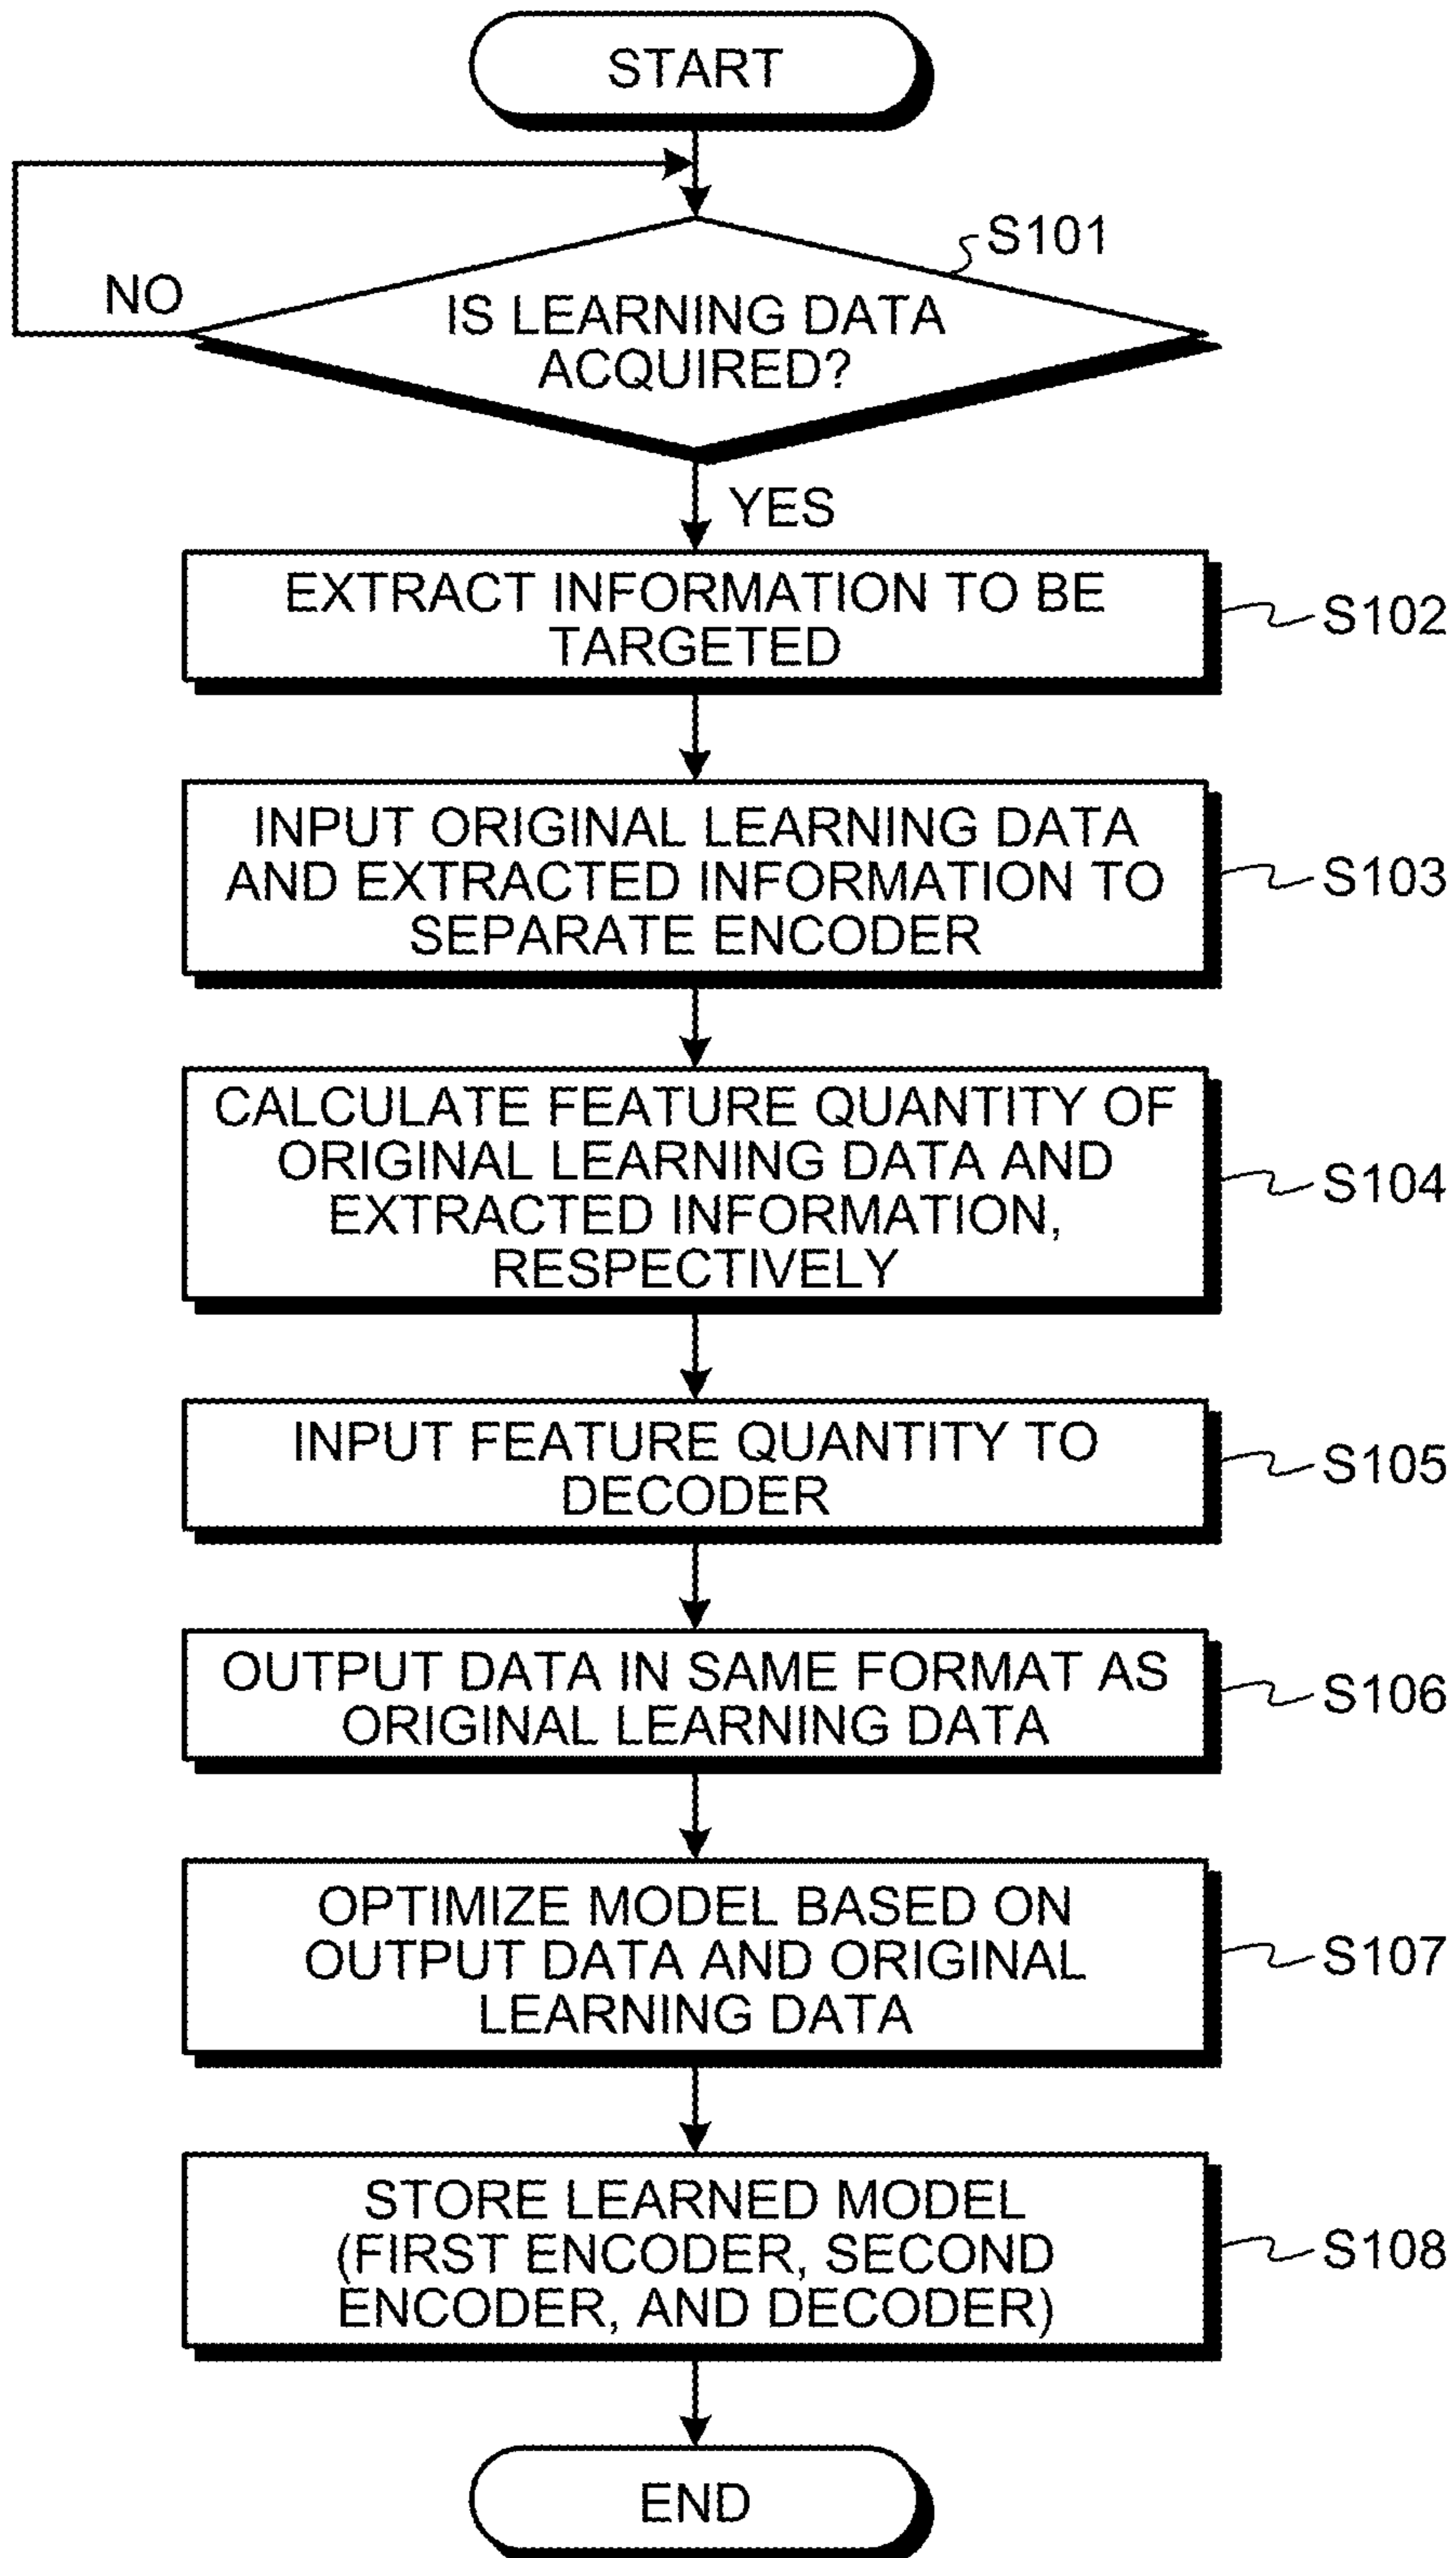 START
S101
NO
IS LEARNING DATA
ACQUIRED?
YES
EXTRACT INFORMATION TO BE
TARGETED
S102
INPUT ORIGINAL LEARNING DATA
AND EXTRACTED INFORMATION TO
SEPARATE ENCODER
S103
CALCULATE FEATURE QUANTITY OF
ORIGINAL LEARNING DATA AND
EXTRACTED INFORMATION,
RESPECTIVELY
S104
INPUT FEATURE QUANTITY TO
DECODER
S105
OUTPUT DATA IN SAME FORMAT AS
ORIGINAL LEARNING DATA
S106
OPTIMIZE MODEL BASED ON
OUTPUT DATA AND ORIGINAL
LEARNING DATA
S107
STORE LEARNED MODEL
(FIRST ENCODER, SECOND
ENCODER, AND DECODER)
S108
END